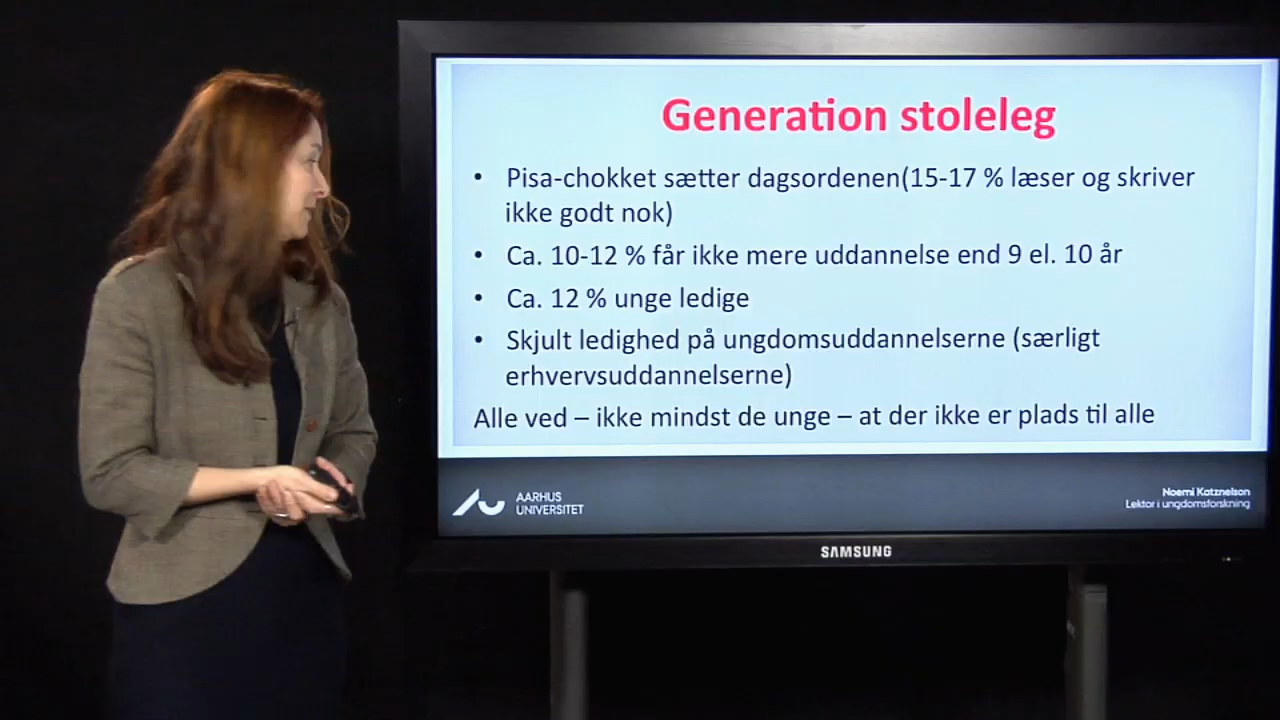 Generation stoleleg
• Pisa-chokket sætter dagsordenen(15-17 % læser og skriver
ikke godt nok)
• Ca. 10-12 % får ikke mere uddannelse end 9 el. 10 år
• Ca. 12 % unge ledige
• Skjult ledighed på ungdomsuddannelserne (særligt
erhvervsuddannelserne)
Alle ved – ikke mindst de unge – at der ikke er plads til alle
AARHUS
UNIVERSITET
Noemi Katznelson
Lektor i ungdomsforskning
SAMSUNG